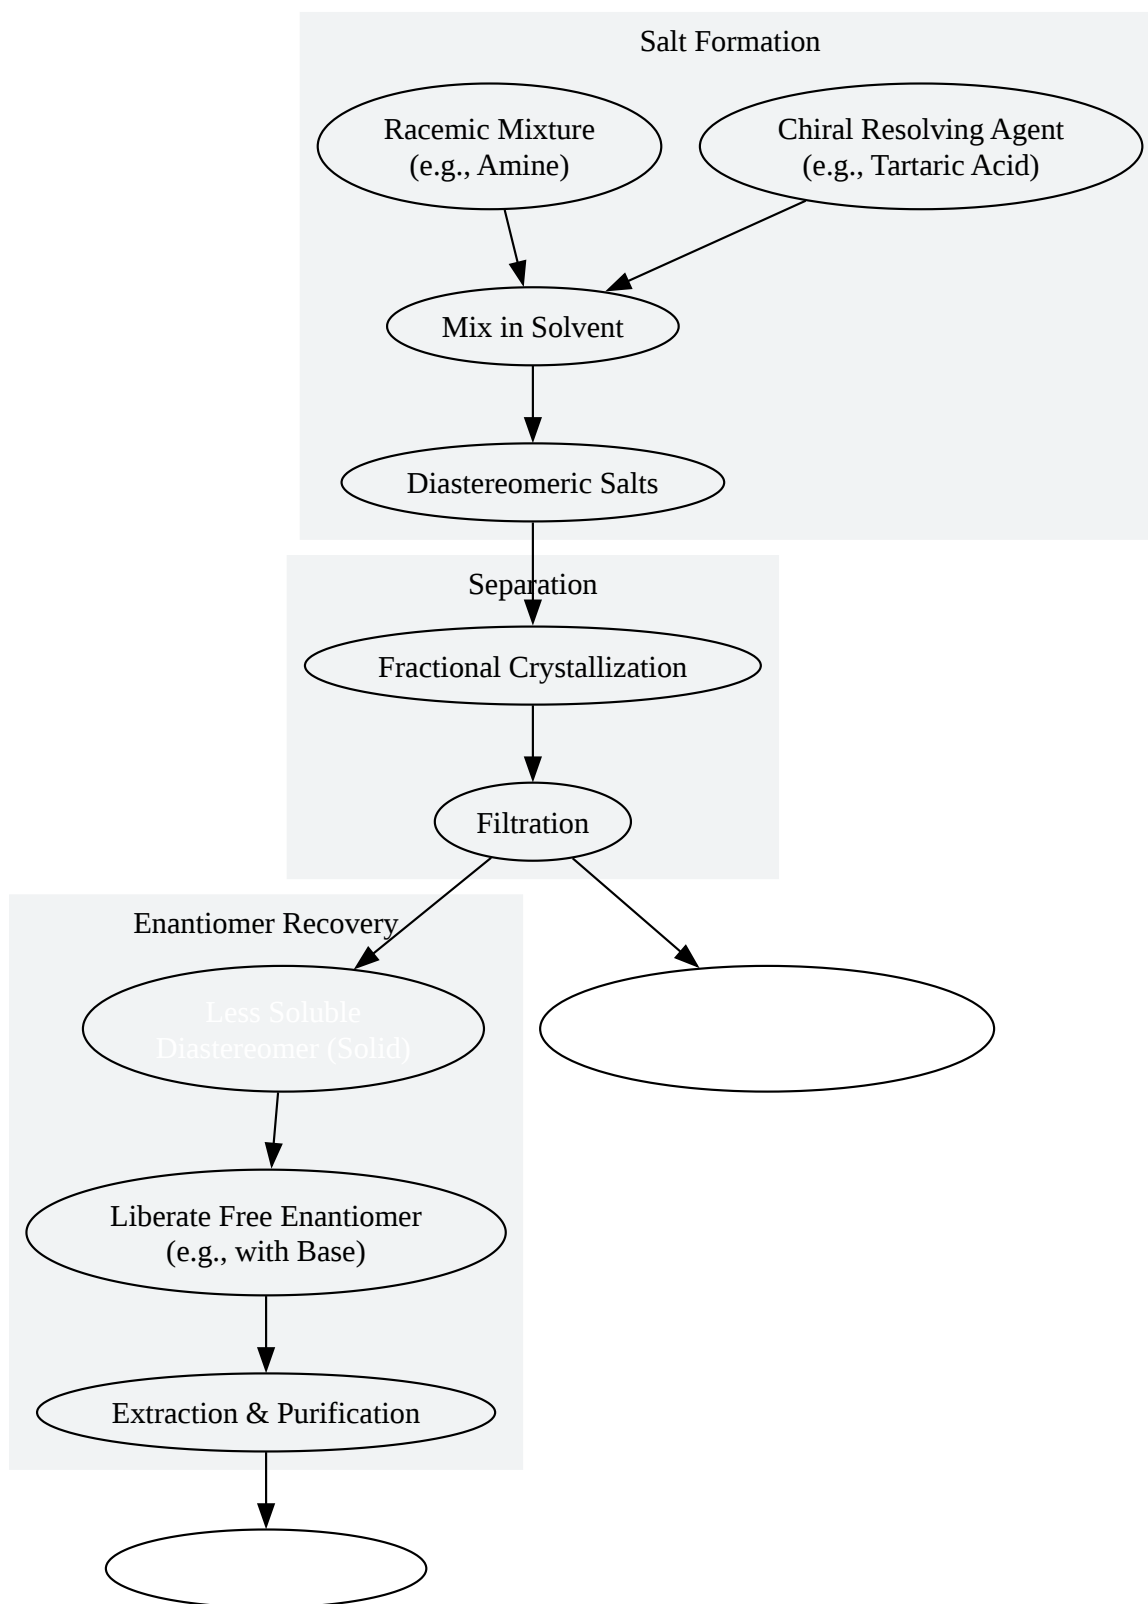 Salt Formation
Racemic Mixture
(e.g., Amine)
Chiral Resolving Agent
(e.g., Tartaric Acid)
Mix in Solvent
Diastereomeric Salts
Separation
Fractional Crystallization
Filtration
Enantiomer Recovery
Less Soluble
Diastereomer (Solid)
Liberate Free Enantiomer
(e.g., with Base)
Extraction & Purification